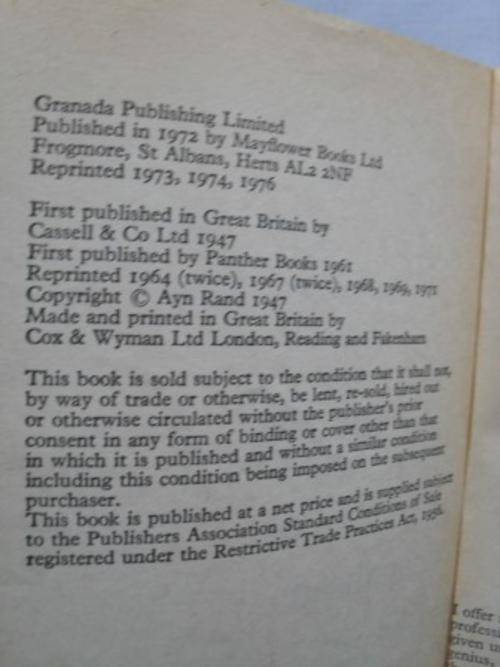 Granada Publishing Limited
Published in 1972 by Mayflower Books Ltd
Frogmore, St Albans, Herts AL2 2NF
Reprinted 1973, 1974, 1976
First published in Great Britain by
Cassell & Co Ltd 1947
First published by Panther Books 1961
Reprinted 1964 (twice), 1967 (twice), 1968, 1969, 1971
Copyright © Ayn Rand 1947
Made and printed in Great Britain by
Cox & Wyman Ltd London, Reading and Fakenham
This book is sold subject to the condition that it shall not,
by way of trade or otherwise, be lent, re-sold, hired out
or otherwise circulated without the publisher's prior
consent in any form of binding or cover other than that
in which it is published and without a similar condition
including this condition being imposed on the subsequent
purchaser.
This book is published at a net price and is supplied subject
to the Publishers Association Standard Conditions of Sale
registered under the Restrictive Trade Practices Act, 1956.
I offer
professi
given u
genius